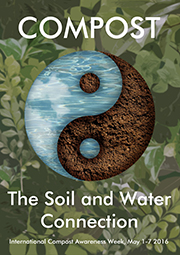 COMPOST
The Soil and Water
Connection
International Compost Awareness Week, May 1-7 2016